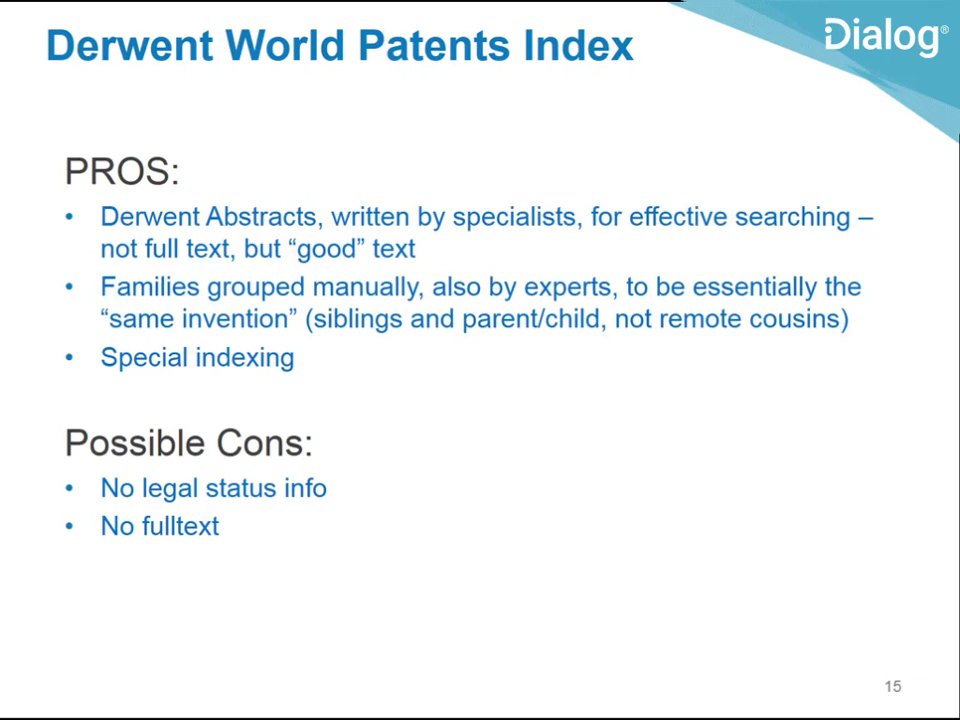 Derwent World Patents Index
Dialog®
PROS:
• Derwent Abstracts, written by specialists, for effective searching –
not full text, but “good” text
• Families grouped manually, also by experts, to be essentially the
“same invention” (siblings and parent/child, not remote cousins)
• Special indexing
Possible Cons:
• No legal status info
• No fulltext
15